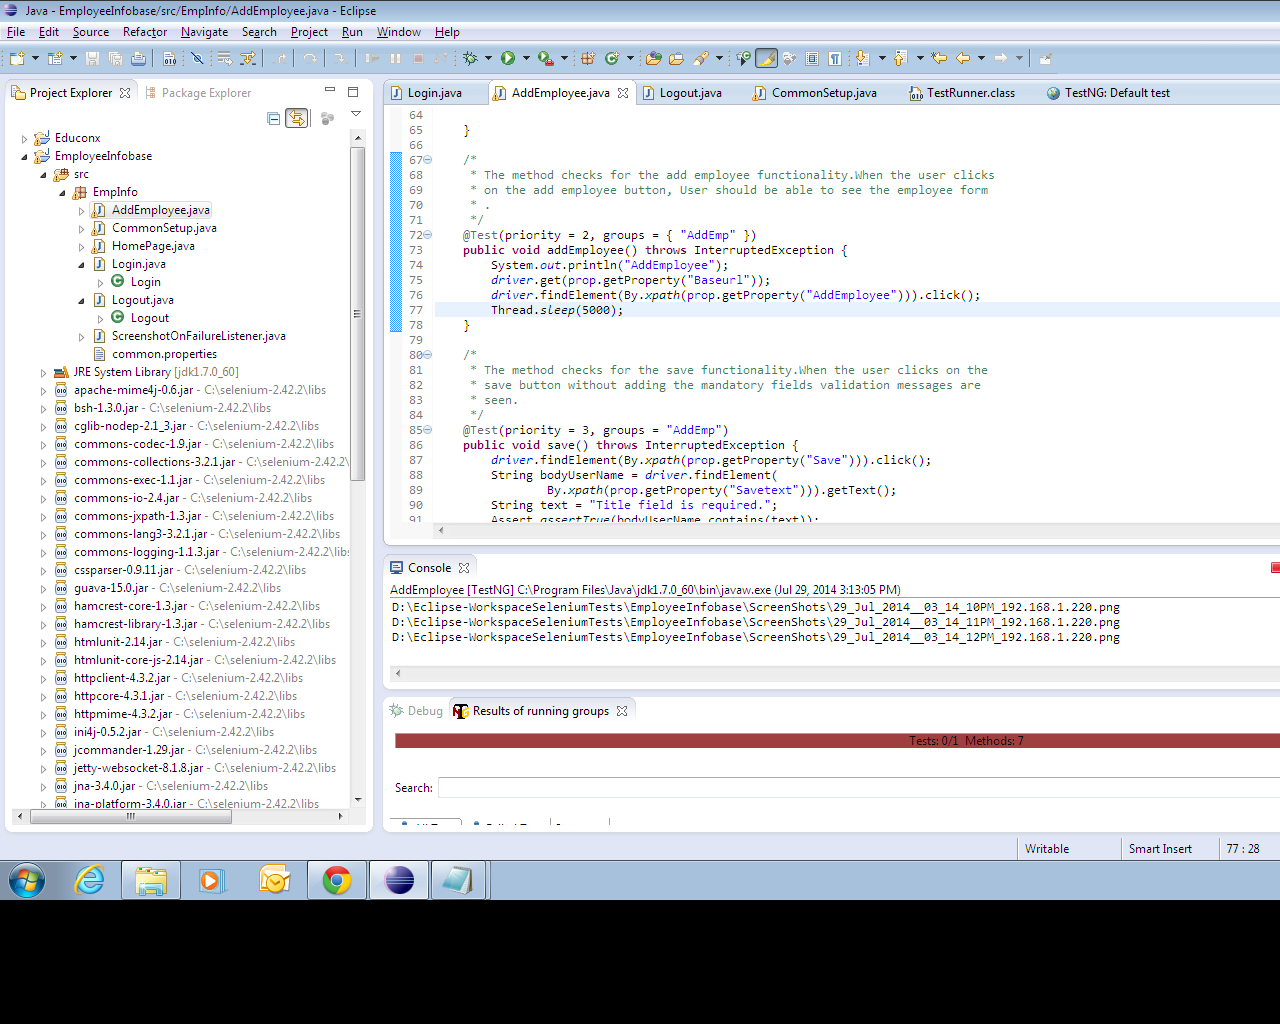 Java - EmployeeInfobase/src/EmpInfo/AddEmployee.java - Eclipse
File Edit Source Refactor Navigate Search Project Run Window Help
Project Explorer Package Explorer
Educonx
EmployeeInfobase
src
EmpInfo
AddEmployee.java
CommonSetup.java
HomePage.java
Login.java
Login
Logout.java
Logout
ScreenshotOnFailureListener.java
common.properties
JRE System Library [jdk1.7.0_60]
apache-mime4j-0.6.jar - C:\selenium-2.42.2\libs
bsh-1.3.0.jar - C:\selenium-2.42.2\libs
cglib-nodep-2.1_3.jar - C:\selenium-2.42.2\libs
commons-codec-1.9.jar - C:\selenium-2.42.2\libs
commons-collections-3.2.1.jar - C:\selenium-2.42.2\
commons-exec-1.1.jar - C:\selenium-2.42.2\libs
commons-io-2.4.jar - C:\selenium-2.42.2\libs
commons-jxpath-1.3.jar - C:\selenium-2.42.2\libs
commons-lang3-3.2.1.jar - C:\selenium-2.42.2\libs
commons-logging-1.1.3.jar - C:\selenium-2.42.2\libs
cssparser-0.9.11.jar - C:\selenium-2.42.2\libs
guava-15.0.jar - C:\selenium-2.42.2\libs
hamcrest-core-1.3.jar - C:\selenium-2.42.2\libs
hamcrest-library-1.3.jar - C:\selenium-2.42.2\libs
htmlunit-2.14.jar - C:\selenium-2.42.2\libs
htmlunit-core-js-2.14.jar - C:\selenium-2.42.2\libs
httpclient-4.3.2.jar - C:\selenium-2.42.2\libs
httpcore-4.3.1.jar - C:\selenium-2.42.2\libs
httpmime-4.3.2.jar - C:\selenium-2.42.2\libs
ini4j-0.5.2.jar - C:\selenium-2.42.2\libs
jcommander-1.29.jar - C:\selenium-2.42.2\libs
jetty-websocket-8.1.8.jar - C:\selenium-2.42.2\libs
jna-3.4.0.jar - C:\selenium-2.42.2\libs
jna-platform-3.4.0.jar - C:\selenium-2.42.2\libs
Login.java AddEmployee.java Logout.java CommonSetup.java TestRunner.class TestNG: Default test
64
65 }
66
67 /*
68 * The method checks for the add employee functionality.When the user clicks
69 * on the add employee button, User should be able to see the employee form
70 * .
71 */
72 @Test(priority = 2, groups = { "AddEmp" })
73 public void addEmployee() throws InterruptedException {
74 System.out.println("AddEmployee");
75 driver.get(prop.getProperty("Baseurl"));
76 driver.findElement(By.xpath(prop.getProperty("AddEmployee"))).click();
77 Thread.sleep(5000);
78 }
79
80 /*
81 * The method checks for the save functionality.When the user clicks on the
82 * save button without adding the mandatory fields validation messages are
83 * seen.
84 */
85 @Test(priority = 3, groups = "AddEmp")
86 public void save() throws InterruptedException {
87 driver.findElement(By.xpath(prop.getProperty("Save"))).click();
88 String bodyUserName = driver.findElement(
89 By.xpath(prop.getProperty("Savetext"))).getText();
90 String text = "Title field is required.";
91 Assert.assertTrue(bodyUserName.contains(text));
Console
AddEmployee [TestNG] C:\Program Files\Java\jdk1.7.0_60\bin\javaw.exe (Jul 29, 2014 3:13:05 PM)
D:\Eclipse-WorkspaceSeleniumTests\EmployeeInfobase\ScreenShots\29_Jul_2014__03_14_10PM_192.168.1.220.png
D:\Eclipse-WorkspaceSeleniumTests\EmployeeInfobase\ScreenShots\29_Jul_2014__03_14_11PM_192.168.1.220.png
D:\Eclipse-WorkspaceSeleniumTests\EmployeeInfobase\ScreenShots\29_Jul_2014__03_14_12PM_192.168.1.220.png
Debug Results of running groups
Tests: 0/1 Methods: 7
Search:
Writable Smart Insert 77 : 28